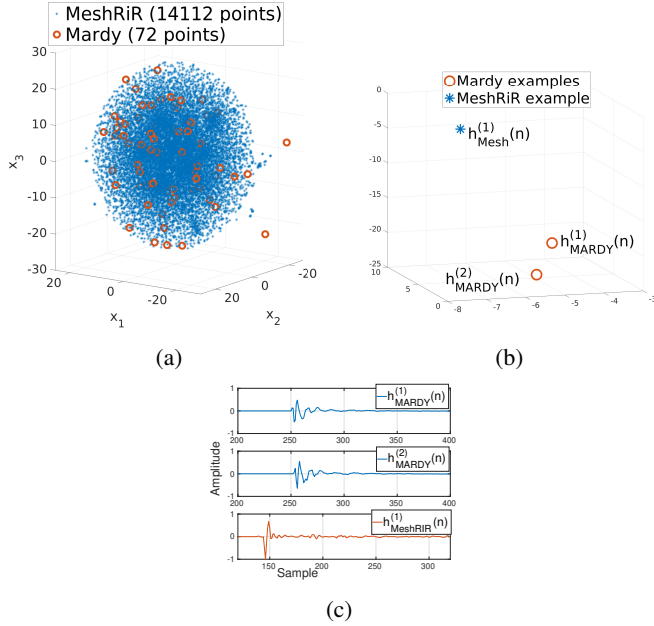 MeshRiR (14112 points)
Mardy (72 points)
30
20
10
0
-10
-20
-30
x3
20
0
-20
x1
20
0
-20
x2
(a)
Mardy examples
MeshRiR example
0
-5
-10
-15
-20
-25
10
5
0
-8
-7
-6
-5
-4
-3
h(1)Mesh(n)
h(1)MARDY(n)
h(2)MARDY(n)
(b)
h(1)MARDY(n)
1
0
-1
200 250 300 350 400
h(2)MARDY(n)
1
0
-1
200 250 300 350 400
Amplitude
h(1)MeshRIR(n)
1
0
-1
150 200 250 300
Sample
(c)